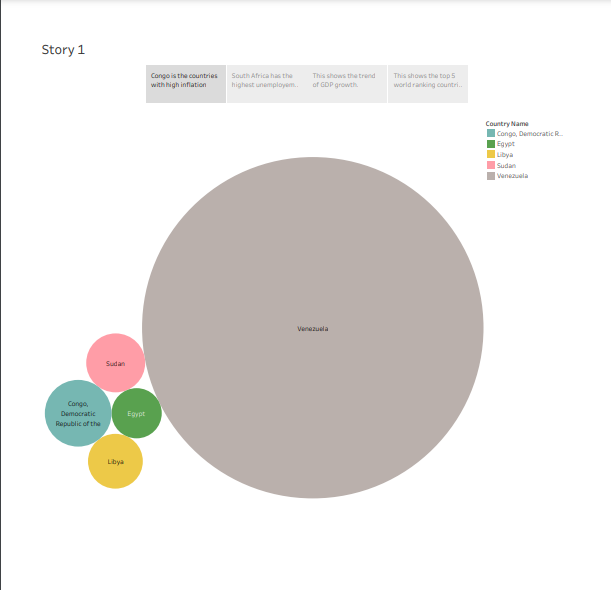 Story 1
Congo is the countries
with high inflation
South Africa has the
highest unemployem..
This shows the trend
of GDP growth.
This shows the top 5
world ranking countri..
Country Name
Congo, Democratic R..
Egypt
Libya
Sudan
Venezuela
Venezuela
Sudan
Congo,
Democratic
Republic of the
Egypt
Libya